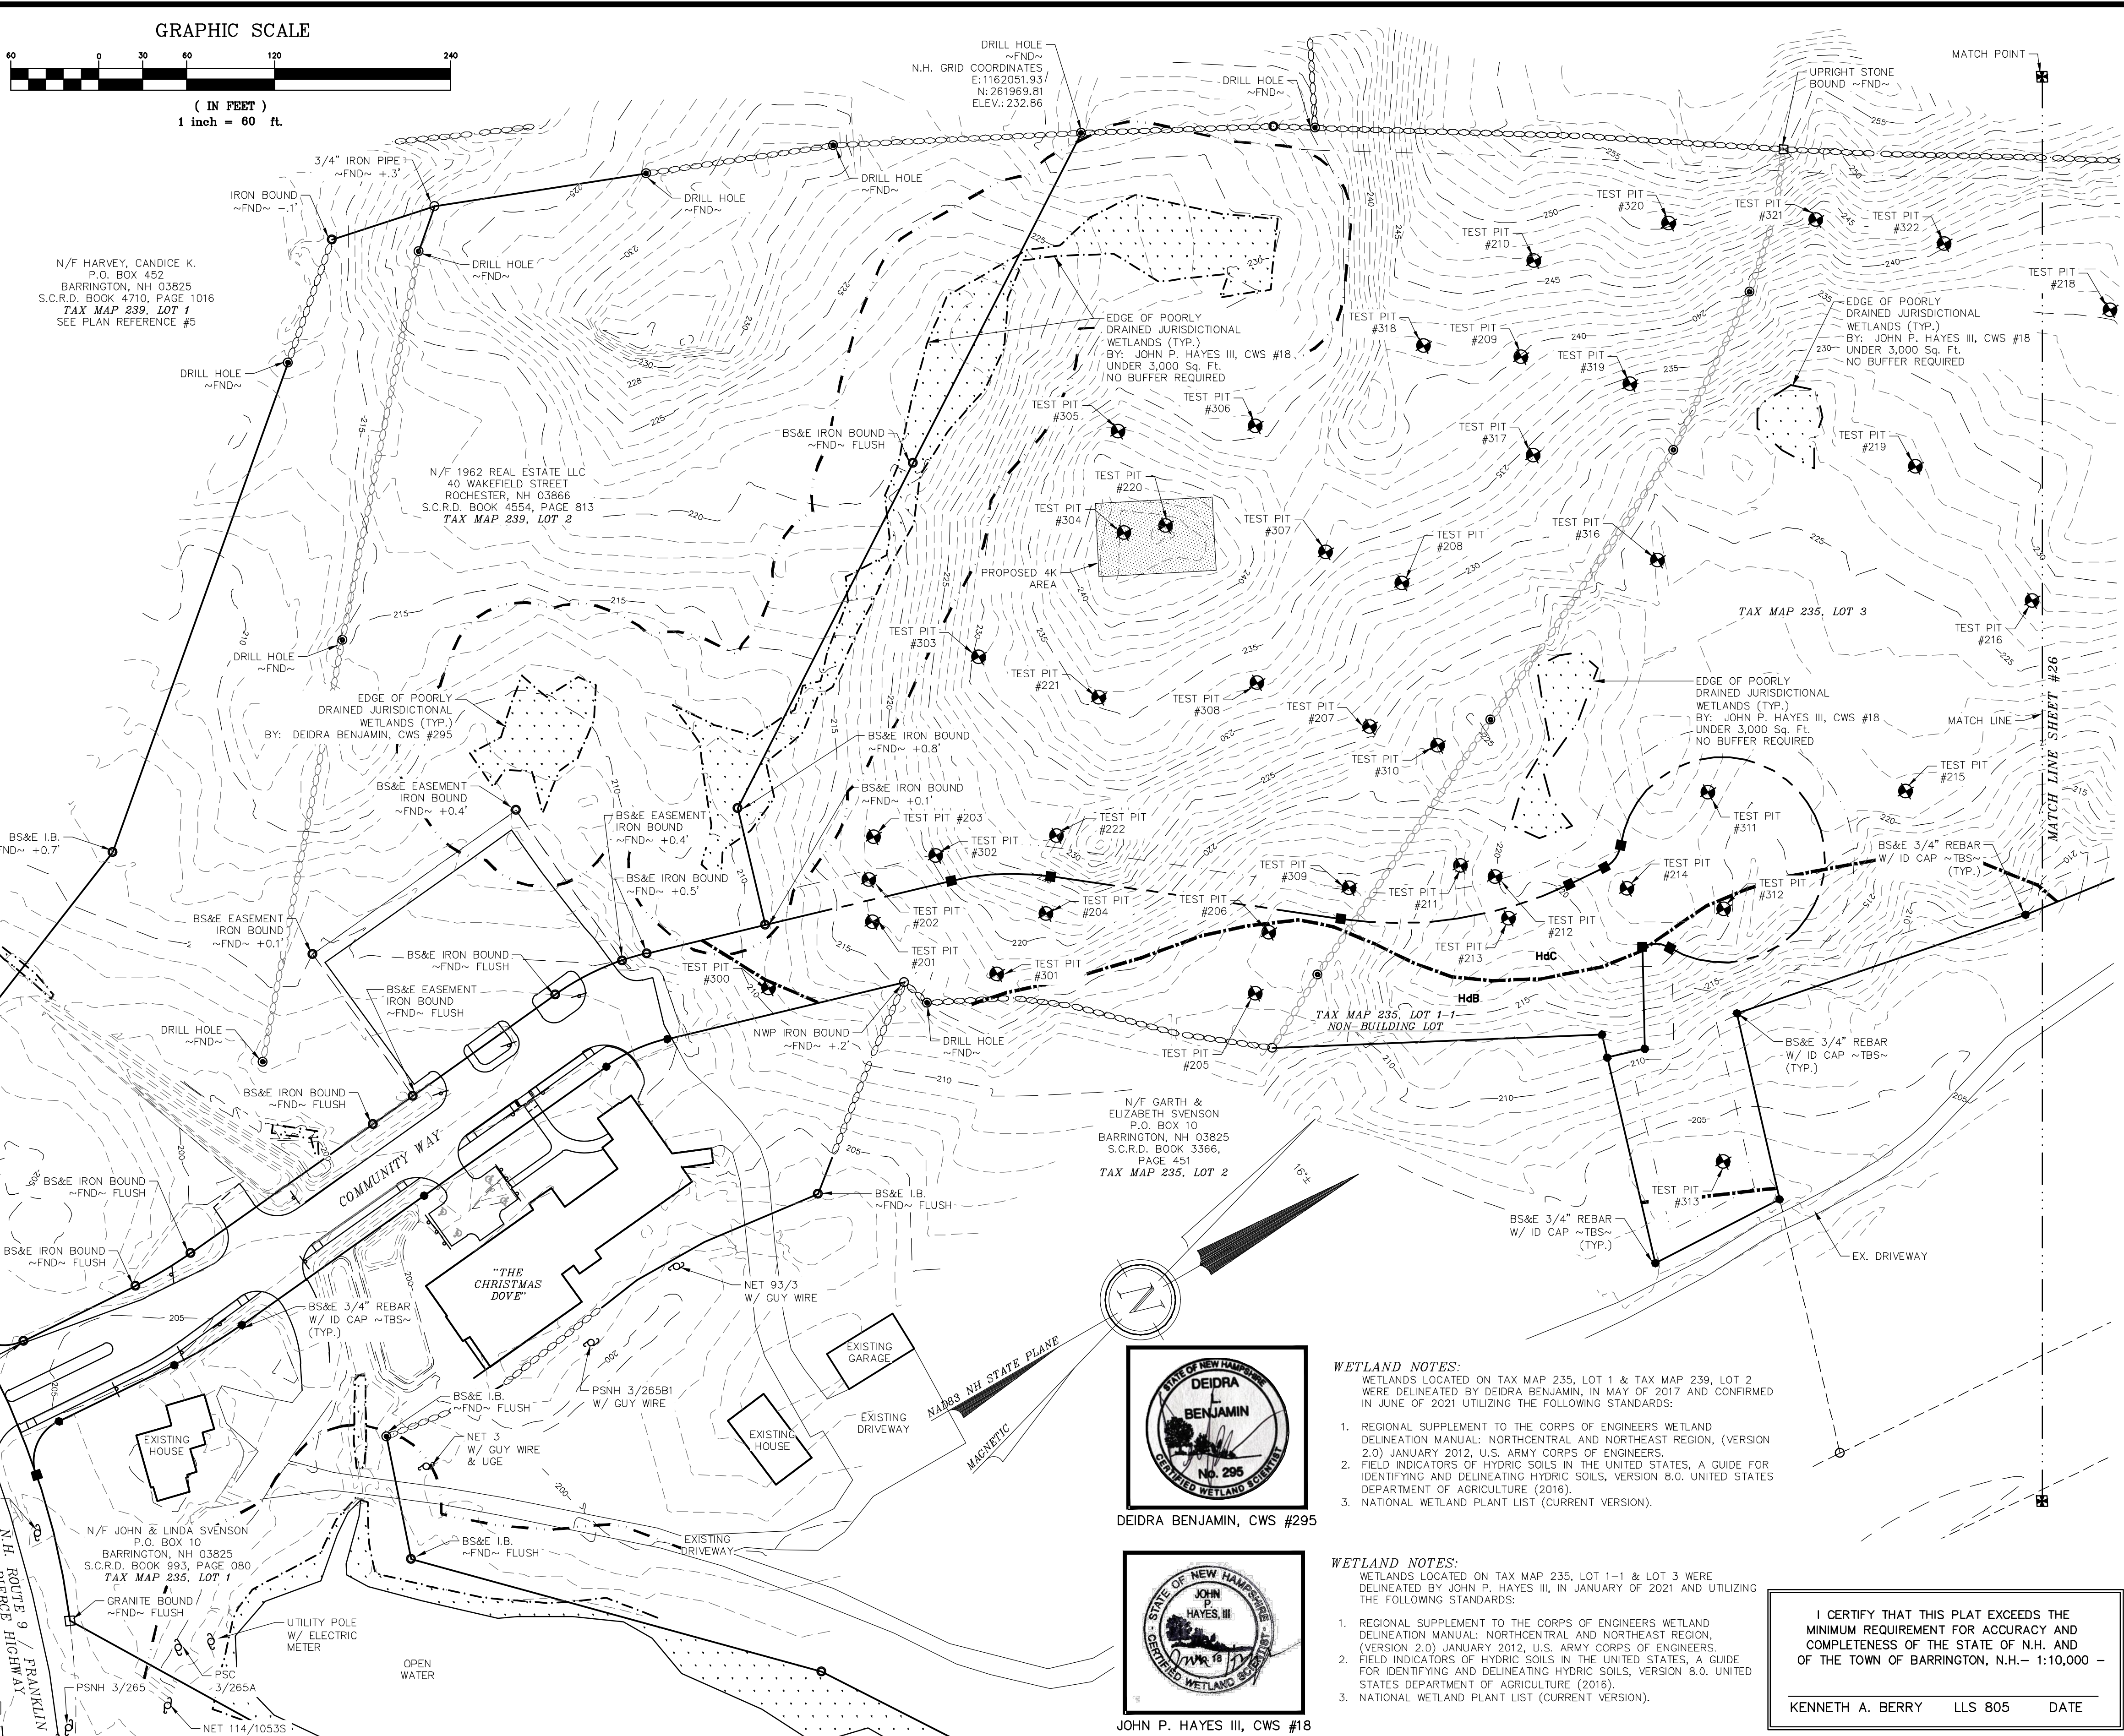 GRAPHIC SCALE
60 0 30 60 120 240
( IN FEET )
1 inch = 60 ft.
DRILL HOLE
~FND~
N.H. GRID COORDINATES
E:1162051.93
N:261969.81
ELEV.:232.86
DRILL HOLE
~FND~
UPRIGHT STONE
BOUND ~FND~
MATCH POINT
3/4" IRON PIPE
~FND~ +.3'
IRON BOUND
~FND~ -.1'
DRILL HOLE
~FND~
DRILL HOLE
~FND~
DRILL HOLE
~FND~
N/F HARVEY, CANDICE K.
P.O. BOX 452
BARRINGTON, NH 03825
S.C.R.D. BOOK 4710, PAGE 1016
TAX MAP 239, LOT 1
SEE PLAN REFERENCE #5
DRILL HOLE
~FND~
N/F 1962 REAL ESTATE LLC
40 WAKEFIELD STREET
ROCHESTER, NH 03866
S.C.R.D. BOOK 4554, PAGE 813
TAX MAP 239, LOT 2
BS&E IRON BOUND
~FND~ FLUSH
EDGE OF POORLY
DRAINED JURISDICTIONAL
WETLANDS (TYP.)
BY: JOHN P. HAYES III, CWS #18
UNDER 3,000 Sq. Ft.
NO BUFFER REQUIRED
EDGE OF POORLY
DRAINED JURISDICTIONAL
WETLANDS (TYP.)
BY: JOHN P. HAYES III, CWS #18
UNDER 3,000 Sq. Ft.
NO BUFFER REQUIRED
TEST PIT
#320
TEST PIT
#321
TEST PIT
#322
TEST PIT
#210
TEST PIT
#218
TEST PIT
#318
TEST PIT
#209
TEST PIT
#319
TEST PIT
#305
TEST PIT
#306
TEST PIT
#317
TEST PIT
#219
TEST PIT
#220
TEST PIT
#304
TEST PIT
#307
TEST PIT
#208
TEST PIT
#316
PROPOSED 4K
AREA
TAX MAP 235, LOT 3
TEST PIT
#216
TEST PIT
#303
TEST PIT
#221
TEST PIT
#308
TEST PIT
#207
TEST PIT
#310
DRILL HOLE
~FND~
EDGE OF POORLY
DRAINED JURISDICTIONAL
WETLANDS (TYP.)
BY: DEIDRA BENJAMIN, CWS #295
EDGE OF POORLY
DRAINED JURISDICTIONAL
WETLANDS (TYP.)
BY: JOHN P. HAYES III, CWS #18
UNDER 3,000 Sq. Ft.
NO BUFFER REQUIRED
MATCH LINE
MATCH LINE SHEET #26
BS&E IRON BOUND
~FND~ +0.8'
BS&E IRON BOUND
~FND~ +0.1'
BS&E EASEMENT
IRON BOUND
~FND~ +0.4'
BS&E EASEMENT
IRON BOUND
~FND~ +0.4'
BS&E I.B.
~FND~ +0.7'
BS&E IRON BOUND
~FND~ +0.5'
TEST PIT #203
TEST PIT
#302
TEST PIT
#222
TEST PIT
#202
TEST PIT
#204
TEST PIT
#201
TEST PIT
#301
TEST PIT
#300
TEST PIT
#206
TEST PIT
#309
TEST PIT
#211
TEST PIT
#212
TEST PIT
#213
TEST PIT
#214
TEST PIT
#311
TEST PIT
#312
TEST PIT
#215
BS&E 3/4" REBAR
W/ ID CAP ~TBS~
(TYP.)
HdC
HdB
BS&E EASEMENT
IRON BOUND
~FND~ +0.1'
BS&E IRON BOUND
~FND~ FLUSH
BS&E EASEMENT
IRON BOUND
~FND~ FLUSH
DRILL HOLE
~FND~
BS&E IRON BOUND
~FND~ FLUSH
NWP IRON BOUND
~FND~ +.2'
DRILL HOLE
~FND~
TEST PIT
#205
TAX MAP 235, LOT 1-1
NON-BUILDING LOT
BS&E 3/4" REBAR
W/ ID CAP ~TBS~
(TYP.)
N/F GARTH &
ELIZABETH SVENSON
P.O. BOX 10
BARRINGTON, NH 03825
S.C.R.D. BOOK 3366,
PAGE 451
TAX MAP 235, LOT 2
TEST PIT
#313
BS&E 3/4" REBAR
W/ ID CAP ~TBS~
(TYP.)
EX. DRIVEWAY
COMMUNITY WAY
BS&E IRON BOUND
~FND~ FLUSH
BS&E IRON BOUND
~FND~ FLUSH
BS&E I.B.
~FND~ FLUSH
"THE
CHRISTMAS
DOVE"
NET 93/3
W/ GUY WIRE
BS&E 3/4" REBAR
W/ ID CAP ~TBS~
(TYP.)
EXISTING
GARAGE
PSNH 3/265B1
W/ GUY WIRE
BS&E I.B.
~FND~ FLUSH
NET 3
W/ GUY WIRE
& UGE
EXISTING
HOUSE
EXISTING
HOUSE
EXISTING
DRIVEWAY
EXISTING
DRIVEWAY
BS&E I.B.
~FND~ FLUSH
16°±
N
NAD83 NH STATE PLANE
MAGNETIC
N/F JOHN & LINDA SVENSON
P.O. BOX 10
BARRINGTON, NH 03825
S.C.R.D. BOOK 993, PAGE 080
TAX MAP 235, LOT 1
GRANITE BOUND
~FND~ FLUSH
UTILITY POLE
W/ ELECTRIC
METER
PSC
3/265A
PSNH 3/265
NET 114/1053S
OPEN
WATER
N.H. ROUTE 9 / FRANKLIN
PIERCE HIGHWAY
STATE OF NEW HAMPSHIRE
DEIDRA
L.
BENJAMIN
No. 295
CERTIFIED WETLAND SCIENTIST
DEIDRA BENJAMIN, CWS #295
WETLAND NOTES:
WETLANDS LOCATED ON TAX MAP 235, LOT 1 & TAX MAP 239, LOT 2
WERE DELINEATED BY DEIDRA BENJAMIN, IN MAY OF 2017 AND CONFIRMED
IN JUNE OF 2021 UTILIZING THE FOLLOWING STANDARDS:
1. REGIONAL SUPPLEMENT TO THE CORPS OF ENGINEERS WETLAND
DELINEATION MANUAL: NORTHCENTRAL AND NORTHEAST REGION, (VERSION
2.0) JANUARY 2012, U.S. ARMY CORPS OF ENGINEERS.
2. FIELD INDICATORS OF HYDRIC SOILS IN THE UNITED STATES, A GUIDE FOR
IDENTIFYING AND DELINEATING HYDRIC SOILS, VERSION 8.0. UNITED STATES
DEPARTMENT OF AGRICULTURE (2016).
3. NATIONAL WETLAND PLANT LIST (CURRENT VERSION).
STATE OF NEW HAMPSHIRE
JOHN
P.
HAYES, III
No. 18
CERTIFIED WETLAND SCIENTIST
JOHN P. HAYES III, CWS #18
WETLAND NOTES:
WETLANDS LOCATED ON TAX MAP 235, LOT 1-1 & LOT 3 WERE
DELINEATED BY JOHN P. HAYES III, IN JANUARY OF 2021 AND UTILIZING
THE FOLLOWING STANDARDS:
1. REGIONAL SUPPLEMENT TO THE CORPS OF ENGINEERS WETLAND
DELINEATION MANUAL: NORTHCENTRAL AND NORTHEAST REGION,
(VERSION 2.0) JANUARY 2012, U.S. ARMY CORPS OF ENGINEERS.
2. FIELD INDICATORS OF HYDRIC SOILS IN THE UNITED STATES, A GUIDE
FOR IDENTIFYING AND DELINEATING HYDRIC SOILS, VERSION 8.0. UNITED
STATES DEPARTMENT OF AGRICULTURE (2016).
3. NATIONAL WETLAND PLANT LIST (CURRENT VERSION).
I CERTIFY THAT THIS PLAT EXCEEDS THE
MINIMUM REQUIREMENT FOR ACCURACY AND
COMPLETENESS OF THE STATE OF N.H. AND
OF THE TOWN OF BARRINGTON, N.H.- 1:10,000 -
KENNETH A. BERRY LLS 805 DATE